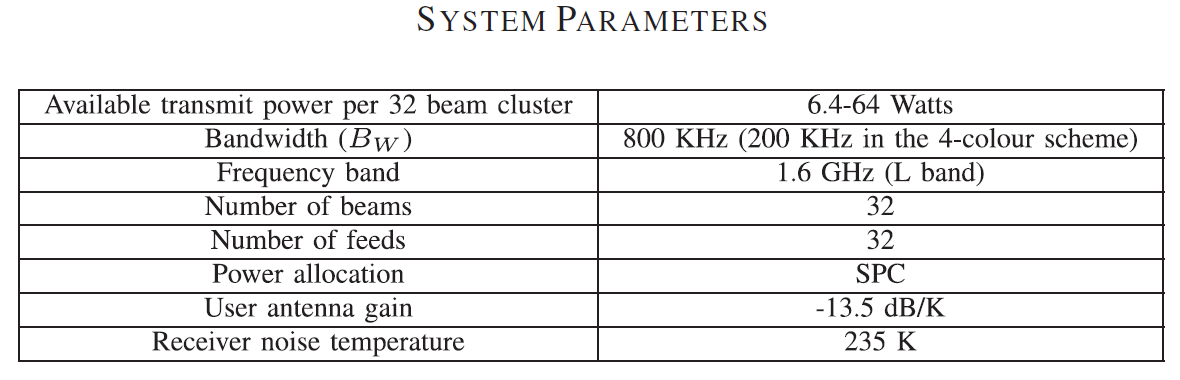 SYSTEM PARAMETERS
Available transmit power per 32 beam cluster 6.4-64 Watts
Bandwidth (B_W) 800 KHz (200 KHz in the 4-colour scheme)
Frequency band 1.6 GHz (L band)
Number of beams 32
Number of feeds 32
Power allocation SPC
User antenna gain -13.5 dB/K
Receiver noise temperature 235 K